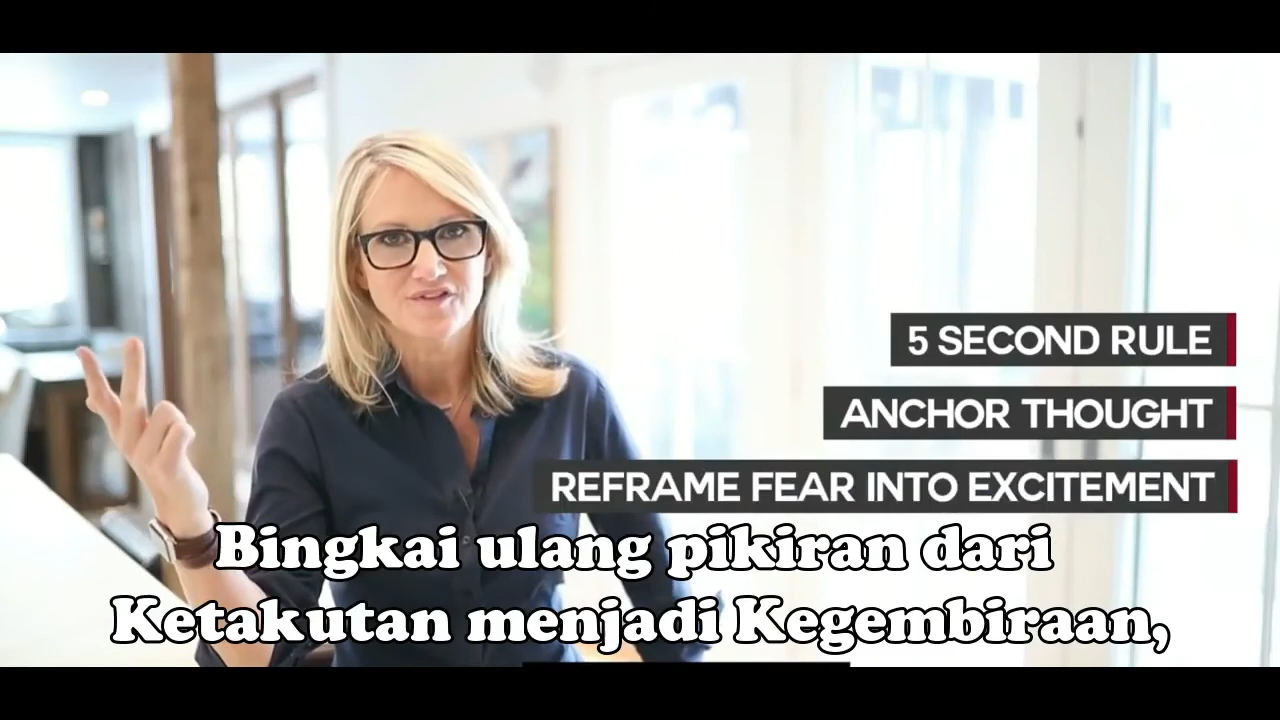 5 SECOND RULE
ANCHOR THOUGHT
REFRAME FEAR INTO EXCITEMENT
Bingkai ulang pikiran dari
Ketakutan menjadi Kegembiraan,